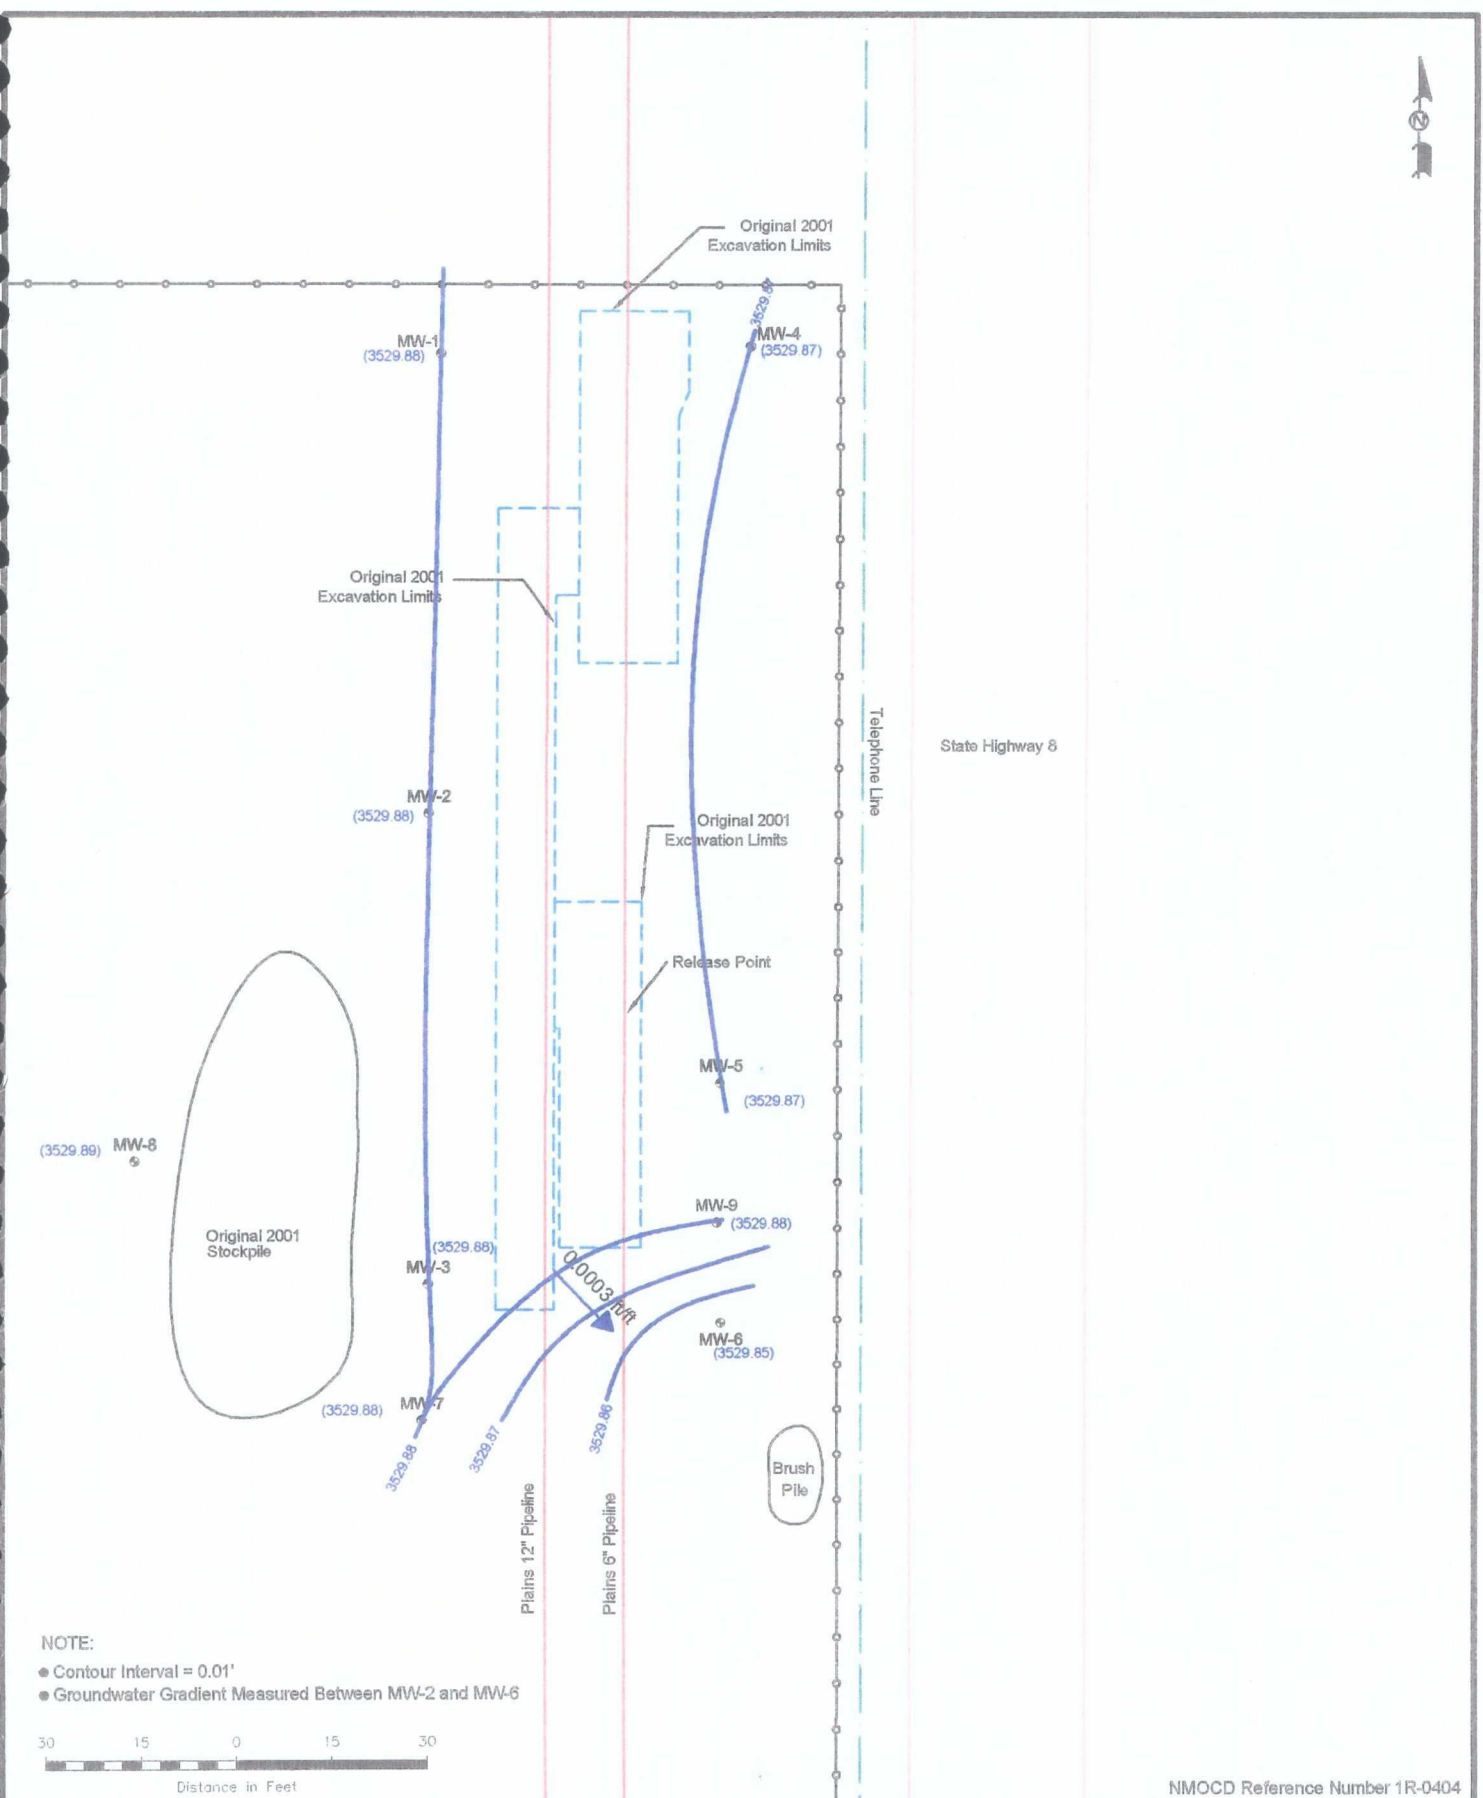 N
Original 2001
Excavation Limits
3529.87
MW-1
(3529.88)
MW-4
(3529.87)
Original 2001
Excavation Limits
Telephone Line
State Highway 8
MW-2
(3529.88)
Original 2001
Excavation Limits
Release Point
MW-5
(3529.87)
(3529.89)
MW-8
MW-9
(3529.88)
Original 2001
Stockpile
(3529.88)
MW-3
0.0003 ft/ft
MW-6
(3529.85)
MW-7
(3529.88)
3529.88
3529.87
3529.86
Brush
Pile
Plains 12" Pipeline
Plains 6" Pipeline
NOTE:
● Contour Interval = 0.01'
● Groundwater Gradient Measured Between MW-2 and MW-6
30 15 0 15 30
Distance in Feet
NMOCD Reference Number 1R-0404